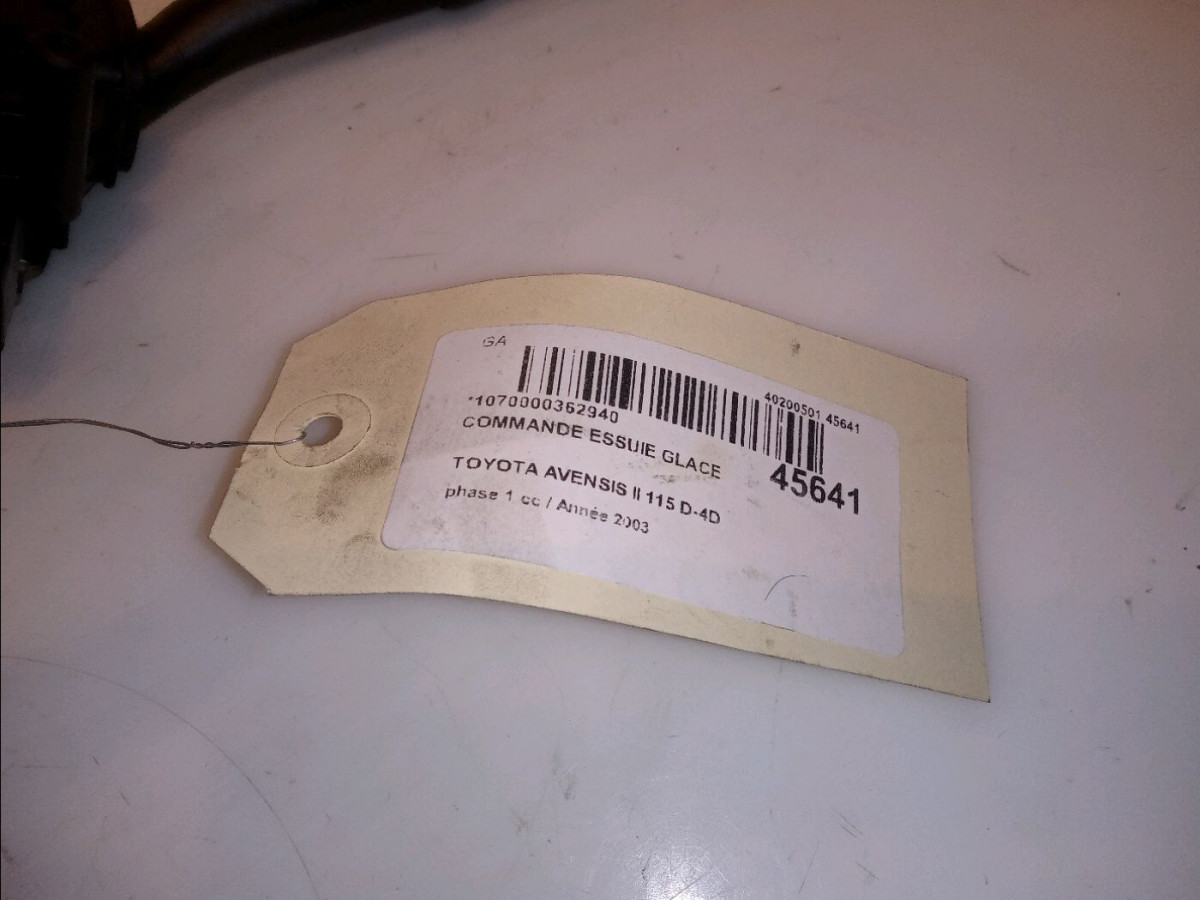 GA
40200501 45641
*1070000362940
COMMANDE ESSUIE GLACE
45641
TOYOTA AVENSIS II 115 D-4D
phase 1 cc / Année 2003